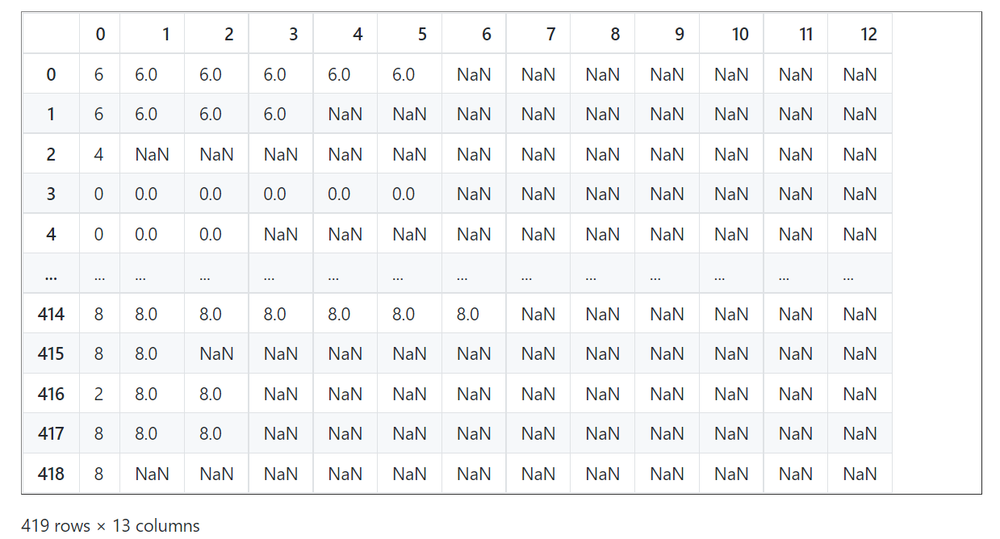 0 1 2 3 4 5 6 7 8 9 10 11 12
0 6 6.0 6.0 6.0 6.0 6.0 NaN NaN NaN NaN NaN NaN NaN
1 6 6.0 6.0 6.0 NaN NaN NaN NaN NaN NaN NaN NaN NaN
2 4 NaN NaN NaN NaN NaN NaN NaN NaN NaN NaN NaN NaN
3 0 0.0 0.0 0.0 0.0 0.0 NaN NaN NaN NaN NaN NaN NaN
4 0 0.0 0.0 NaN NaN NaN NaN NaN NaN NaN NaN NaN NaN
... ... ... ... ... ... ... ... ... ... ... ... ... ...
414 8 8.0 8.0 8.0 8.0 8.0 8.0 NaN NaN NaN NaN NaN NaN
415 8 8.0 NaN NaN NaN NaN NaN NaN NaN NaN NaN NaN NaN
416 2 8.0 8.0 NaN NaN NaN NaN NaN NaN NaN NaN NaN NaN
417 8 8.0 8.0 NaN NaN NaN NaN NaN NaN NaN NaN NaN NaN
418 8 NaN NaN NaN NaN NaN NaN NaN NaN NaN NaN NaN NaN
419 rows × 13 columns